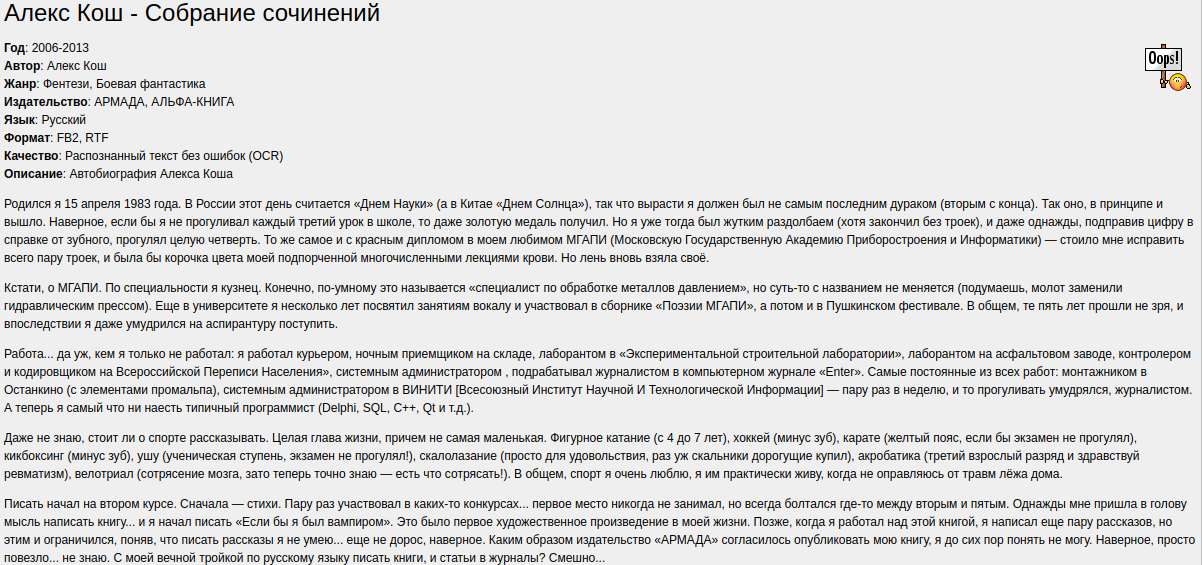 Алекс Кош - Собрание сочинений
Год: 2006-2013
Oops!
Автор: Алекс Кош
Жанр: Фентези, Боевая фантастика
Издательство: АРМАДА, АЛЬФА-КНИГА
Язык: Русский
Формат: FB2, RTF
Качество: Распознанный текст без ошибок (OCR)
Описание: Автобиография Алекса Коша
Родился я 15 апреля 1983 года. В России этот день считается «Днем Науки» (а в Китае «Днем Солнца»), так что вырасти я должен был не самым последним дураком (вторым с конца). Так оно, в принципе и
вышло. Наверное, если бы я не прогуливал каждый третий урок в школе, то даже золотую медаль получил. Но я уже тогда был жутким раздолбаем (хотя закончил без троек), и даже однажды, подправив цифру в
справке от зубного, прогулял целую четверть. То же самое и с красным дипломом в моем любимом МГАПИ (Московскую Государственную Академию Приборостроения и Информатики) — стоило мне исправить
всего пару троек, и была бы корочка цвета моей подпорченной многочисленными лекциями крови. Но лень вновь взяла своё.
Кстати, о МГАПИ. По специальности я кузнец. Конечно, по-умному это называется «специалист по обработке металлов давлением», но суть-то с названием не меняется (подумаешь, молот заменили
гидравлическим прессом). Еще в университете я несколько лет посвятил занятиям вокалу и участвовал в сборнике «Поэзии МГАПИ», а потом и в Пушкинском фестивале. В общем, те пять лет прошли не зря, и
впоследствии я даже умудрился на аспирантуру поступить.
Работа... да уж, кем я только не работал: я работал курьером, ночным приемщиком на складе, лаборантом в «Экспериментальной строительной лаборатории», лаборантом на асфальтовом заводе, контролером
и кодировщиком на Всероссийской Переписи Населения», системным администратором , подрабатывал журналистом в компьютерном журнале «Enter». Самые постоянные из всех работ: монтажником в
Останкино (с элементами промальпа), системным администратором в ВИНИТИ [Всесоюзный Институт Научной И Технологической Информации] — пару раз в неделю, и то прогуливать умудрялся, журналистом.
А теперь я самый что ни наесть типичный программист (Delphi, SQL, C++, Qt и т.д.).
Даже не знаю, стоит ли о спорте рассказывать. Целая глава жизни, причем не самая маленькая. Фигурное катание (с 4 до 7 лет), хоккей (минус зуб), карате (желтый пояс, если бы экзамен не прогулял),
кикбоксинг (минус зуб), ушу (ученическая ступень, экзамен не прогулял!), скалолазание (просто для удовольствия, раз уж скальники дорогущие купил), акробатика (третий взрослый разряд и здравствуй
ревматизм), велотриал (сотрясение мозга, зато теперь точно знаю — есть что сотрясать!). В общем, спорт я очень люблю, я им практически живу, когда не оправляюсь от травм лёжа дома.
Писать начал на втором курсе. Сначала — стихи. Пару раз участвовал в каких-то конкурсах... первое место никогда не занимал, но всегда болтался где-то между вторым и пятым. Однажды мне пришла в голову
мысль написать книгу... и я начал писать «Если бы я был вампиром». Это было первое художественное произведение в моей жизни. Позже, когда я работал над этой книгой, я написал еще пару рассказов, но
этим и ограничился, поняв, что писать рассказы я не умею... еще не дорос, наверное. Каким образом издательство «АРМАДА» согласилось опубликовать мою книгу, я до сих пор понять не могу. Наверное, просто
повезло... не знаю. С моей вечной тройкой по русскому языку писать книги, и статьи в журналы? Смешно...